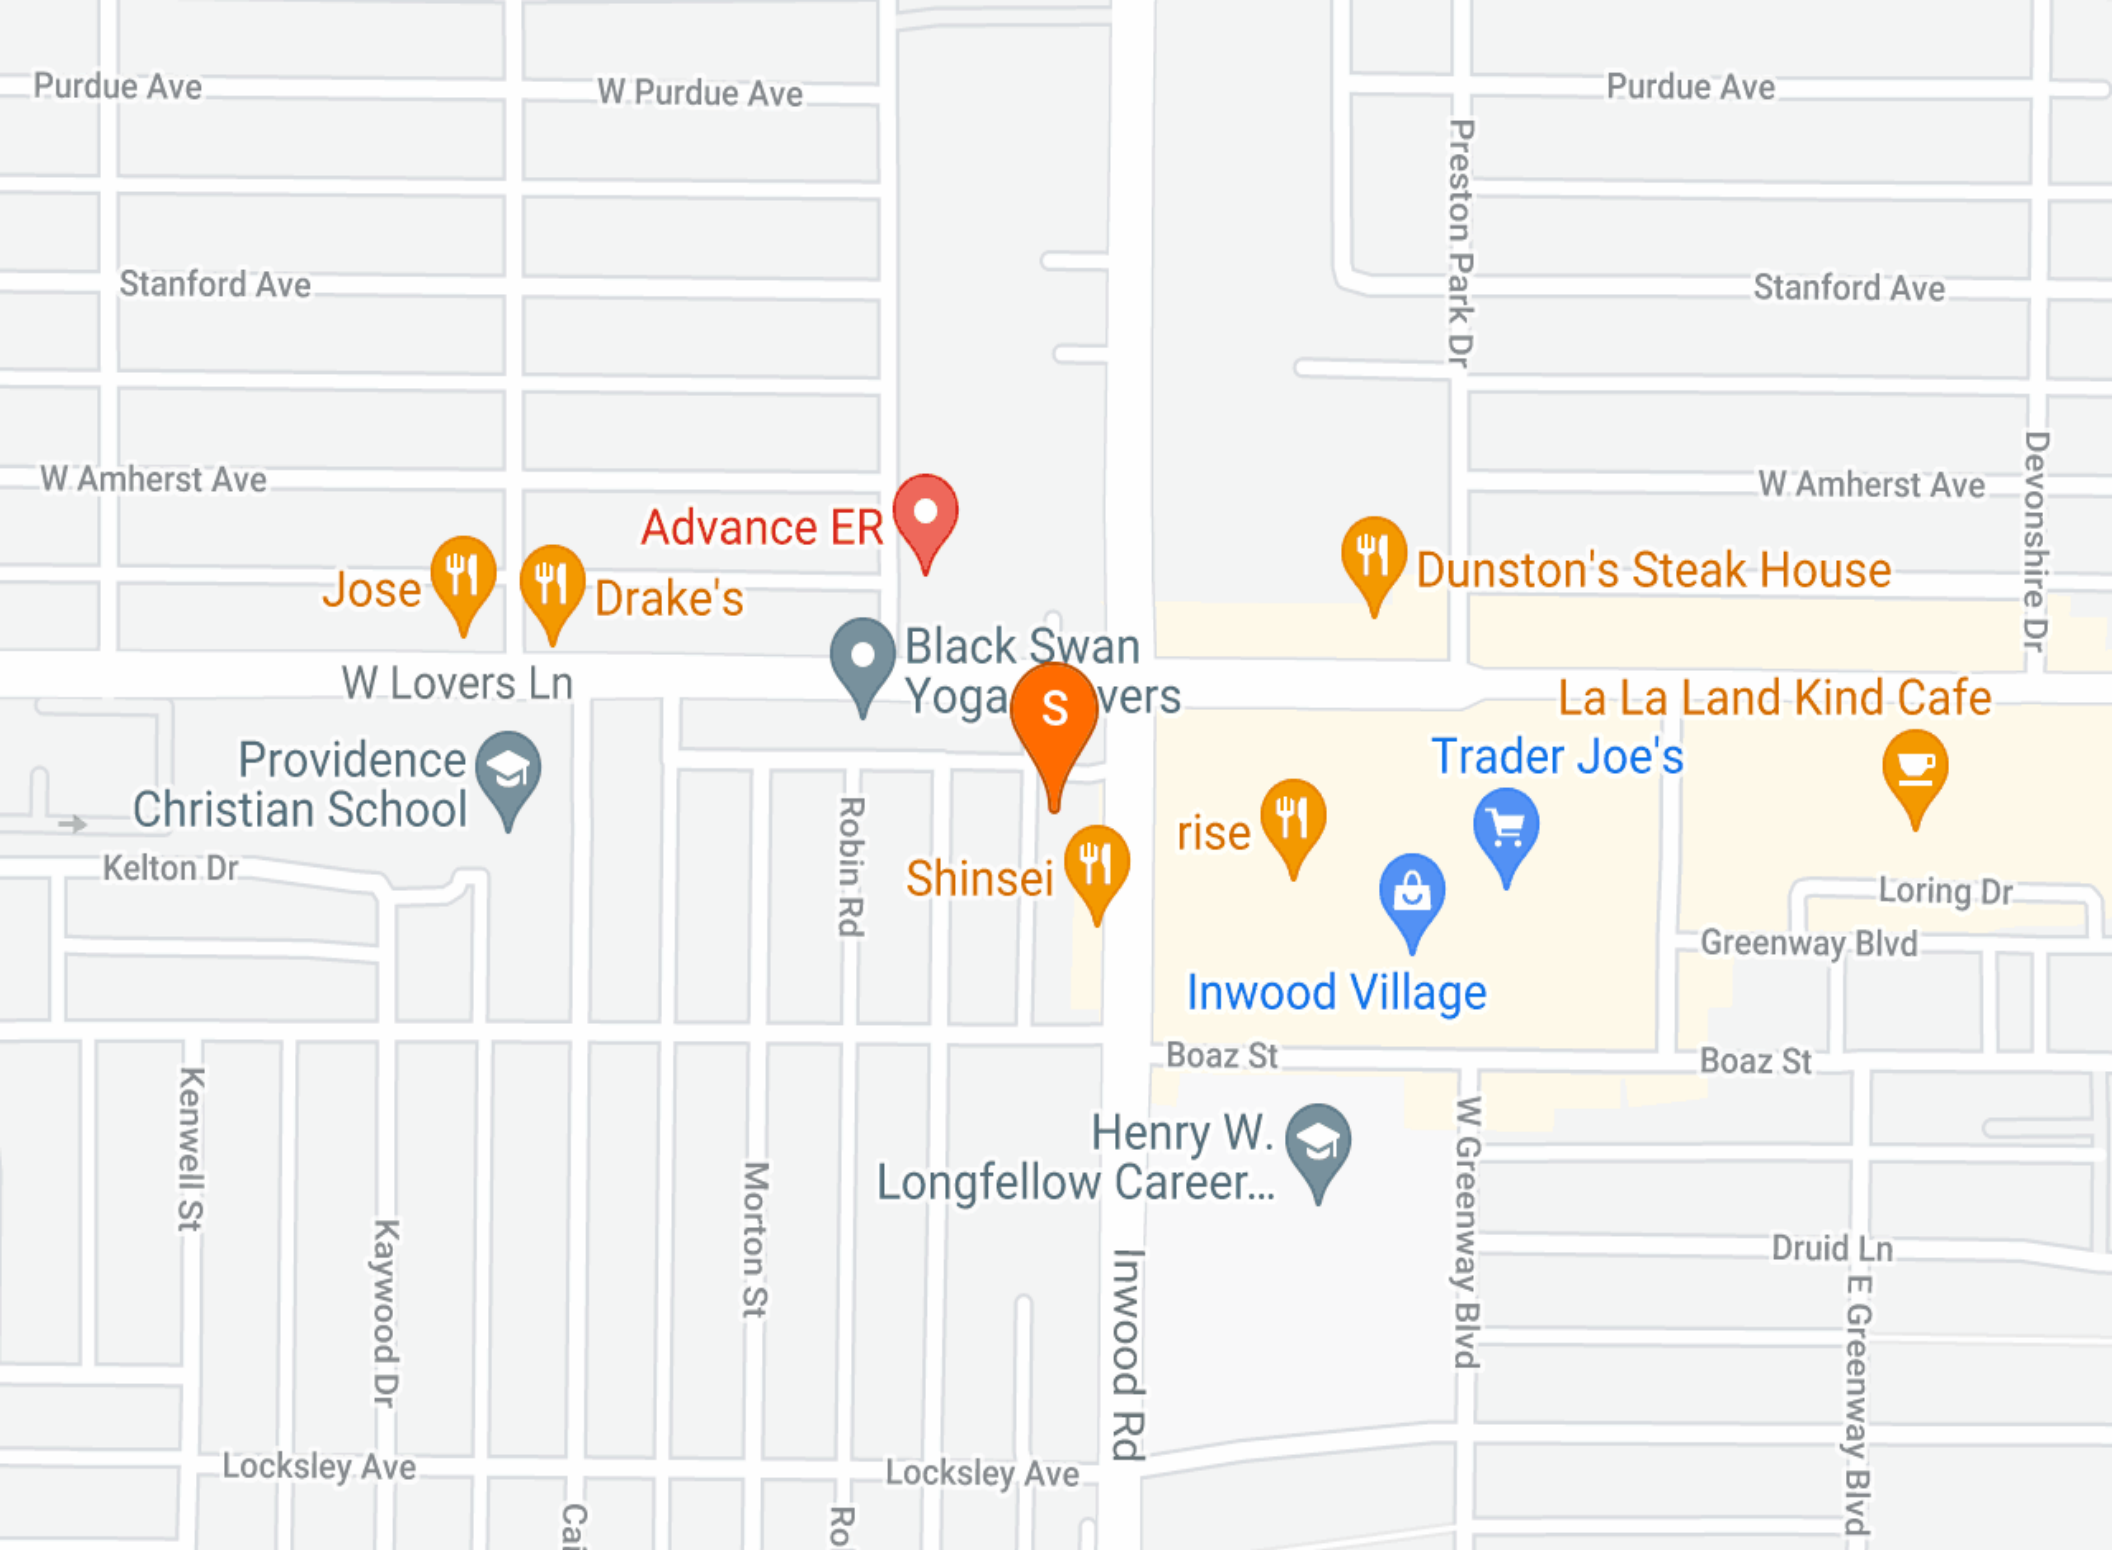 Purdue Ave
W Purdue Ave
Purdue Ave
Preston Park Dr
Stanford Ave
Stanford Ave
W Amherst Ave
W Amherst Ave
Devonshire Dr
Advance ER
Jose
Drake's
Dunston's Steak House
W Lovers Ln
Black Swan
Yoga
vers
S
La La Land Kind Cafe
Trader Joe's
Providence
Christian School
rise
Kelton Dr
Robin Rd
Shinsei
Loring Dr
Greenway Blvd
Inwood Village
Boaz St
Boaz St
Kenwell St
Kaywood Dr
Morton St
Henry W.
Longfellow Career...
W Greenway Blvd
Inwood Rd
Druid Ln
E Greenway Blvd
Locksley Ave
Locksley Ave
Cai
Ro